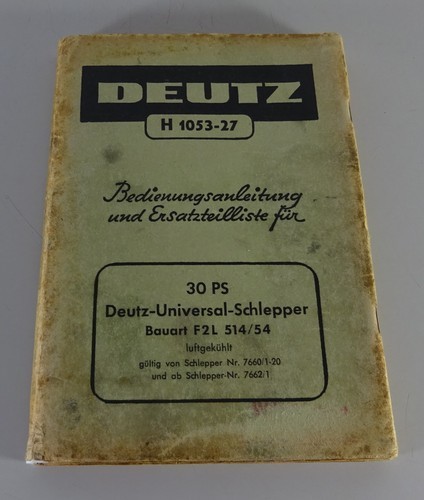 DEUTZ
H 1053-27
Bedienungsanleitung
und Ersatzteilliste für
30 PS
Deutz-Universal-Schlepper
Bauart F2L 514/54
luftgekühlt
gültig von Schlepper Nr. 7660/1-20
und ab Schlepper-Nr. 7662/1